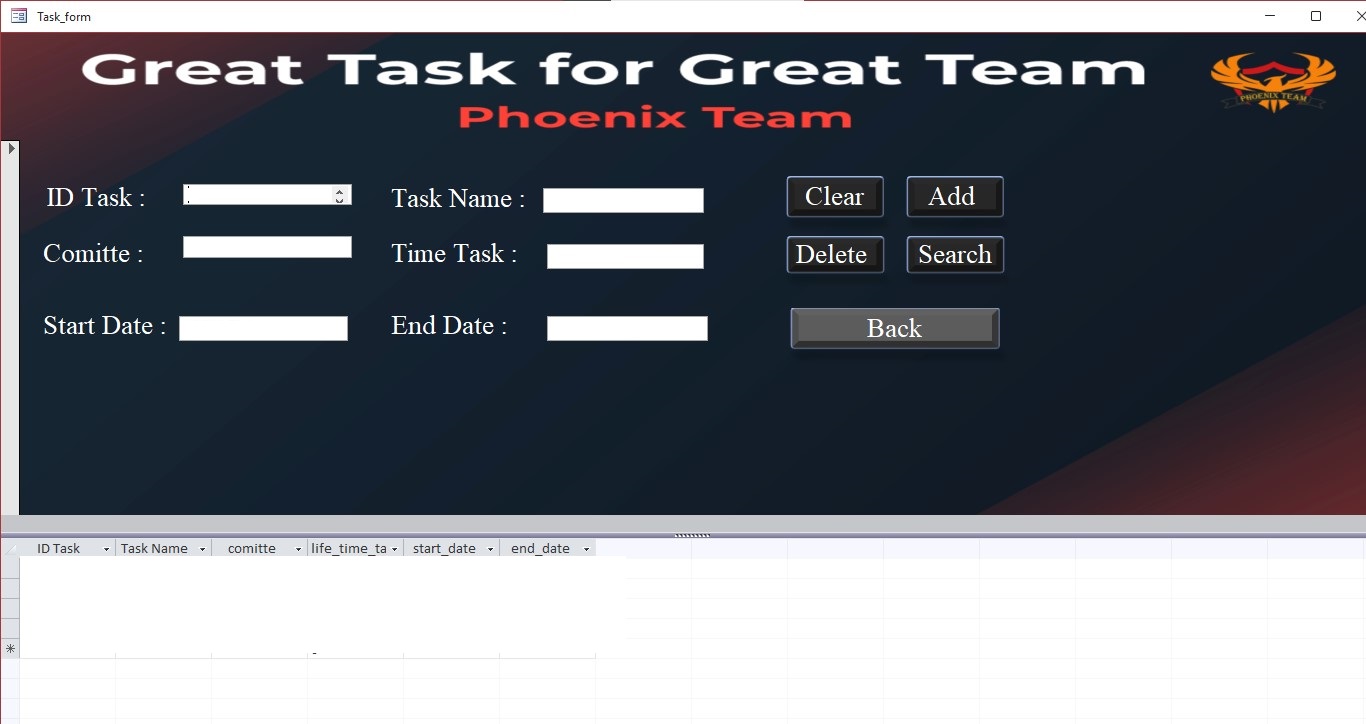 Task_form
Great Task for Great Team
Phoenix Team
PHOENIX TEAM
ID Task :
Task Name :
Clear
Add
Comitte :
Time Task :
Delete
Search
Start Date :
End Date :
Back
ID Task
Task Name
comitte
life_time_ta
start_date
end_date